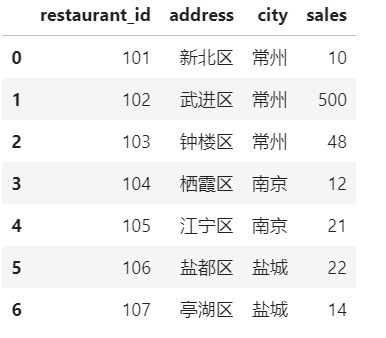 restaurant_id address city sales
0 101 新北区 常州 10
1 102 武进区 常州 500
2 103 钟楼区 常州 48
3 104 栖霞区 南京 12
4 105 江宁区 南京 21
5 106 盐都区 盐城 22
6 107 亭湖区 盐城 14